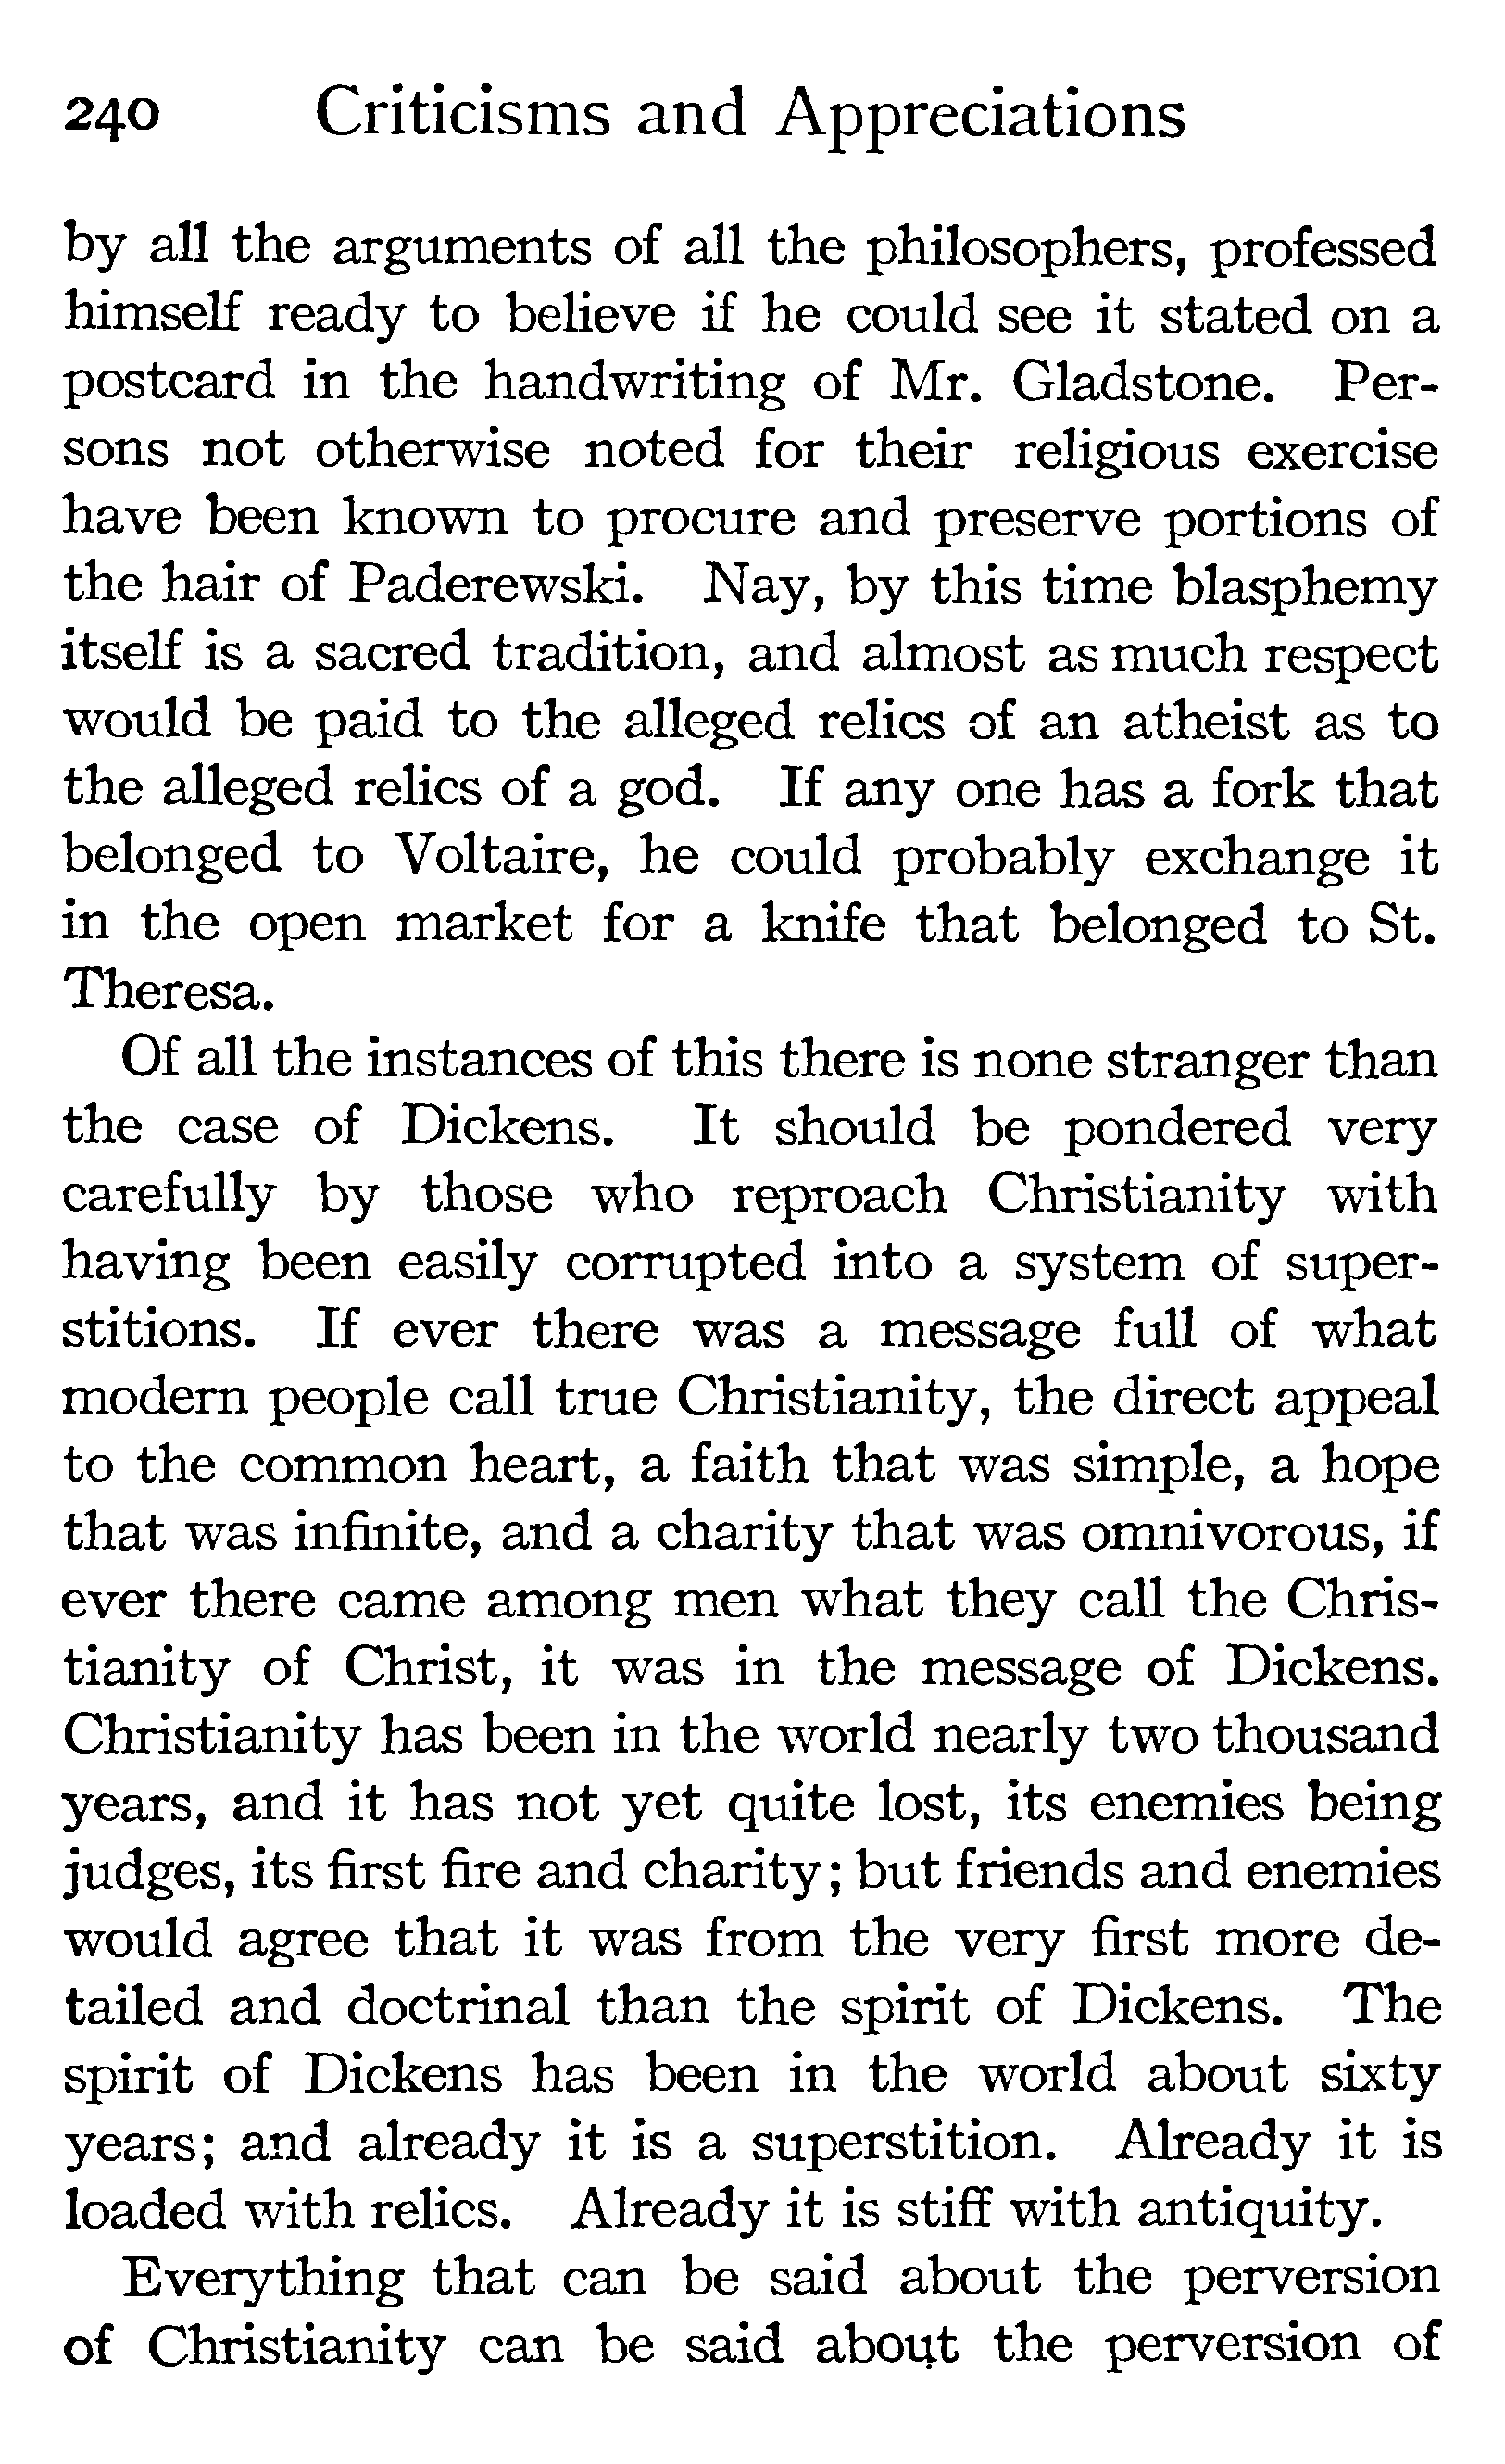 240 Criticisms and Appreciations
by all the arguments of all the philosophers, professed
himself ready to believe if he could see it stated on a
postcard in the handwriting of Mr. Gladstone. Per-
sons not otherwise noted for their religious exercise
have been known to procure and preserve portions of
the hair of Paderewski. Nay, by this time blasphemy
itself is a sacred tradition, and almost as much respect
would be paid to the alleged relics of an atheist as to
the alleged relics of a god. If any one has a fork that
belonged to Voltaire, he could probably exchange it
in the open market for a knife that belonged to St.
Theresa.
Of all the instances of this there is none stranger than
the case of Dickens. It should be pondered very
carefully by those who reproach Christianity with
having been easily corrupted into a system of super-
stitions. If ever there was a message full of what
modern people call true Christianity, the direct appeal
to the common heart, a faith that was simple, a hope
that was infinite, and a charity that was omnivorous, if
ever there came among men what they call the Chris-
tianity of Christ, it was in the message of Dickens.
Christianity has been in the world nearly two thousand
years, and it has not yet quite lost, its enemies being
judges, its first fire and charity; but friends and enemies
would agree that it was from the very first more de-
tailed and doctrinal than the spirit of Dickens. The
spirit of Dickens has been in the world about sixty
years; and already it is a superstition. Already it is
loaded with relics. Already it is stiff with antiquity.
Everything that can be said about the perversion
of Christianity can be said about the perversion of